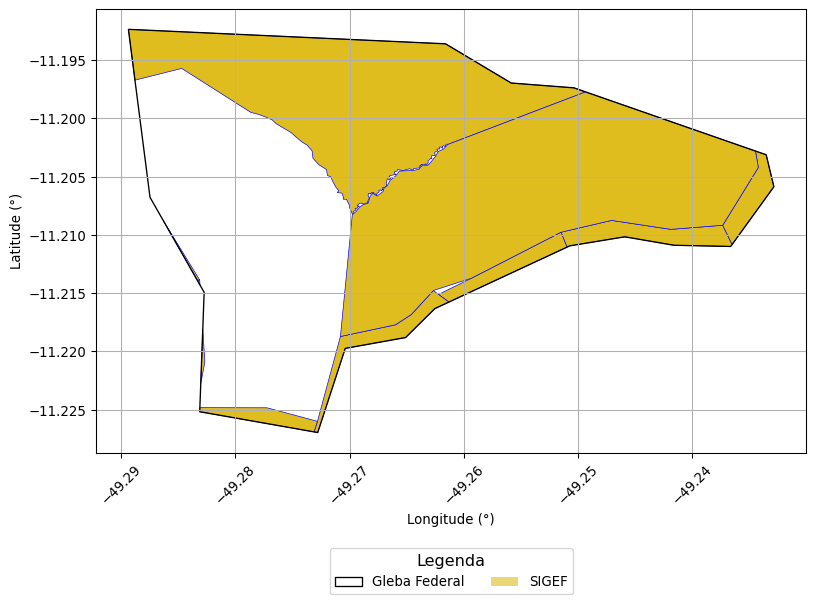 −11.195
−11.200
−11.205
−11.210
−11.215
−11.220
−11.225
Latitude (°)
−49.29
−49.28
−49.27
−49.26
−49.25
−49.24
Longitude (°)
Legenda
Gleba Federal
SIGEF